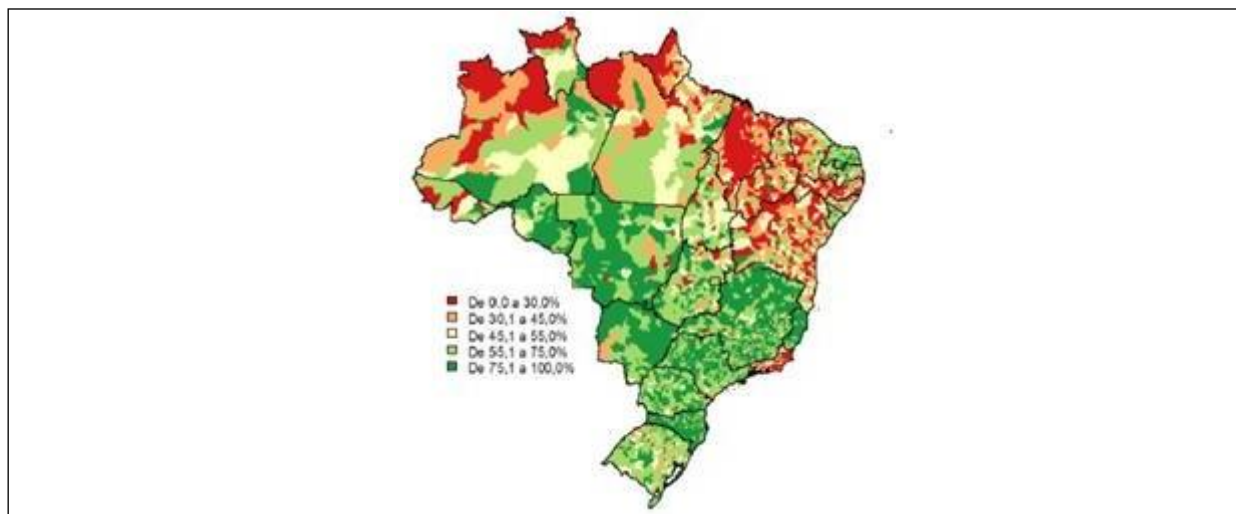 De 0,0 a 30,0%
De 30,1 a 45,0%
De 45,1 a 55,0%
De 55,1 a 75,0%
De 75,1 a 100,0%